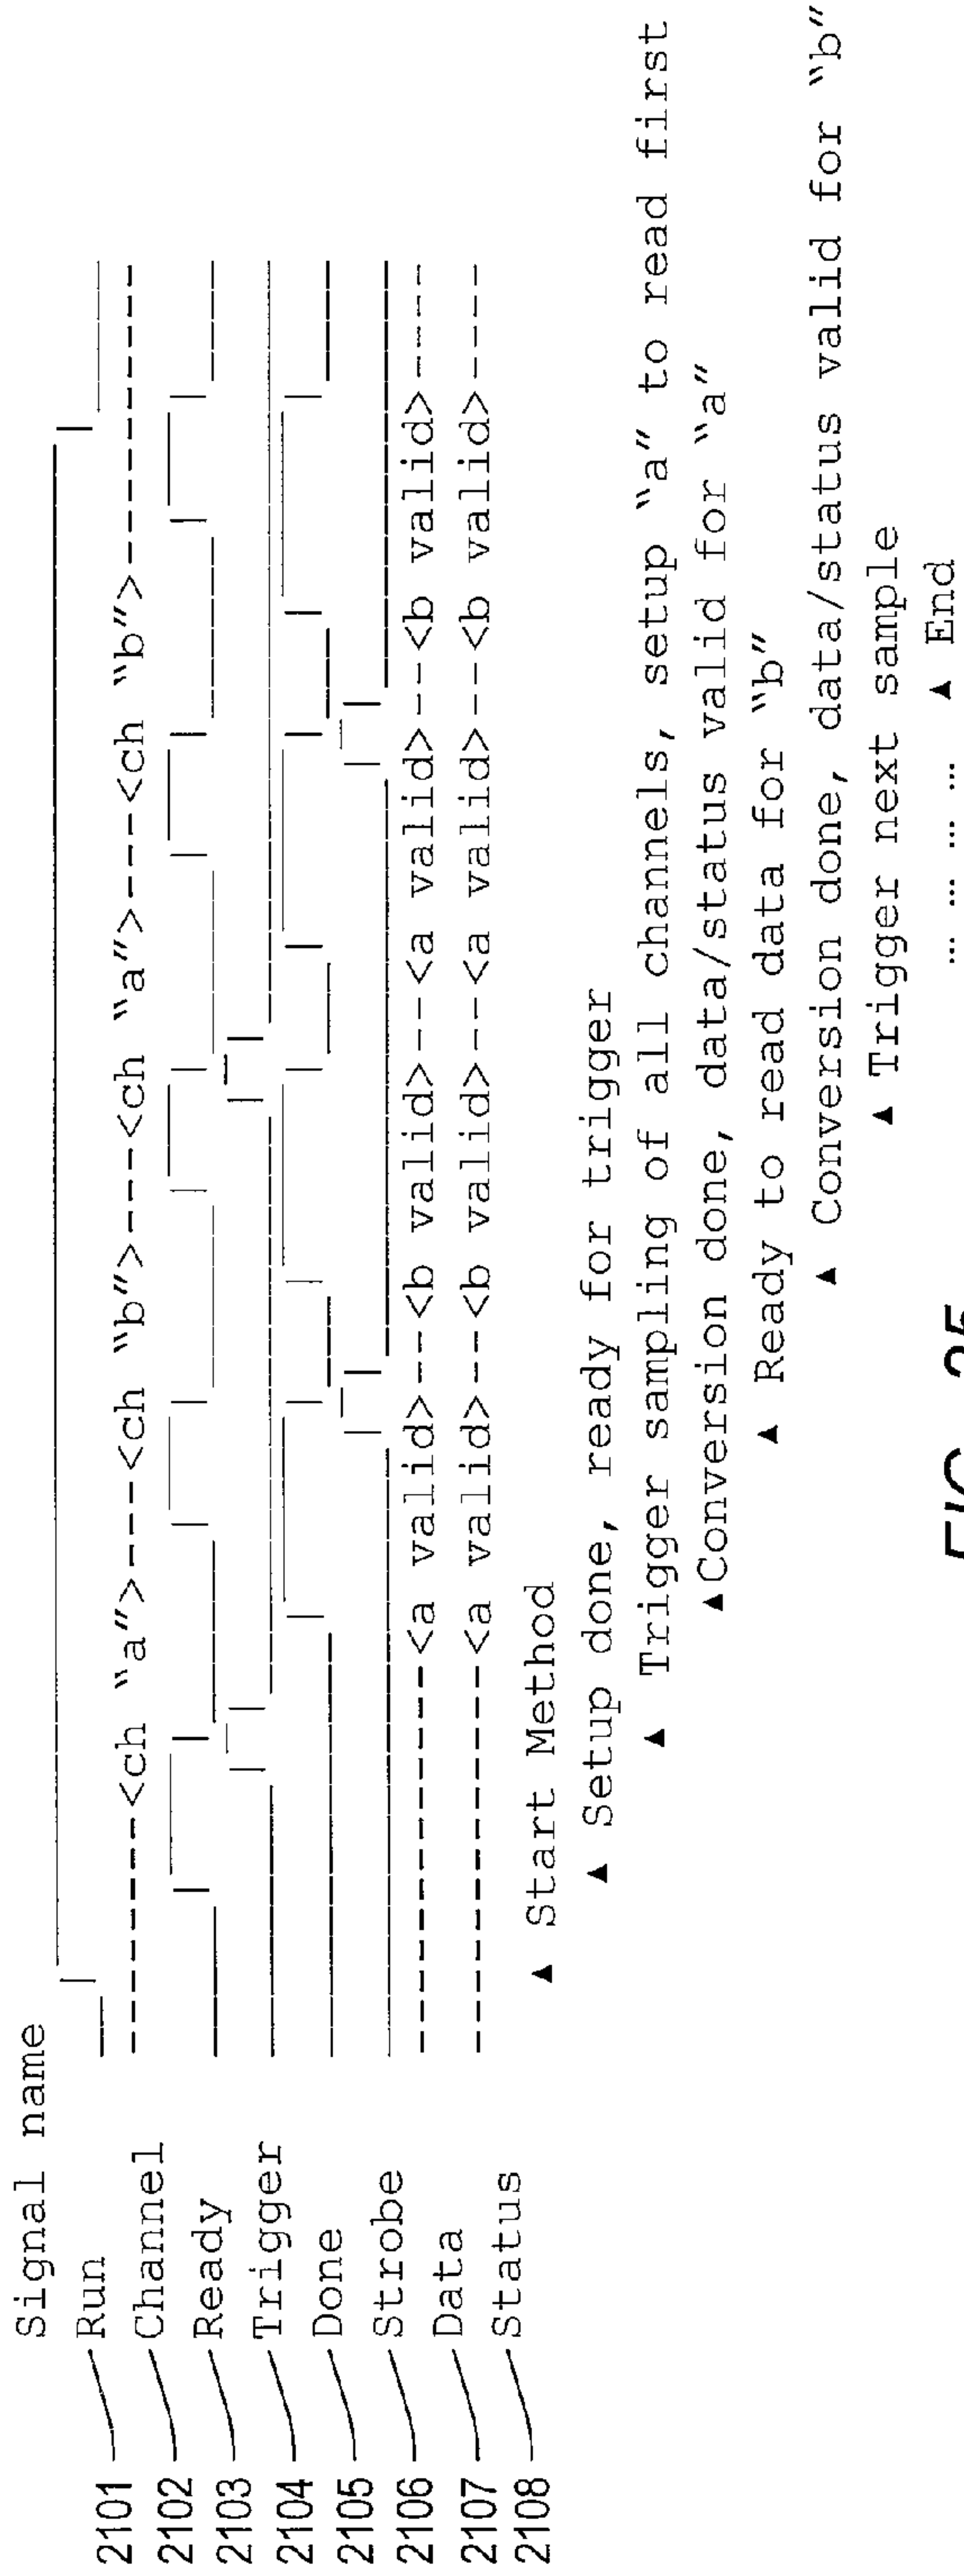 Signal name
2101 Run
2102 Channel -------<ch “a”>----<ch “b”>----<ch “a”>----<ch “b”>-----------
2103 Ready
2104 Trigger
2105 Done
2106 Strobe
2107 Data --------------<a valid>---<b valid>---<a valid>---<b valid>-----
2108 Status --------------<a valid>---<b valid>---<a valid>---<b valid>-----
▲ Start Method
▲ Setup done, ready for trigger
▲ Trigger sampling of all channels, setup “a” to read first
▲Conversion done, data/status valid for “a”
▲ Ready to read data for “b”
▲ Conversion done, data/status valid for “b”
▲ Trigger next sample
... ... ... ... ▲ End